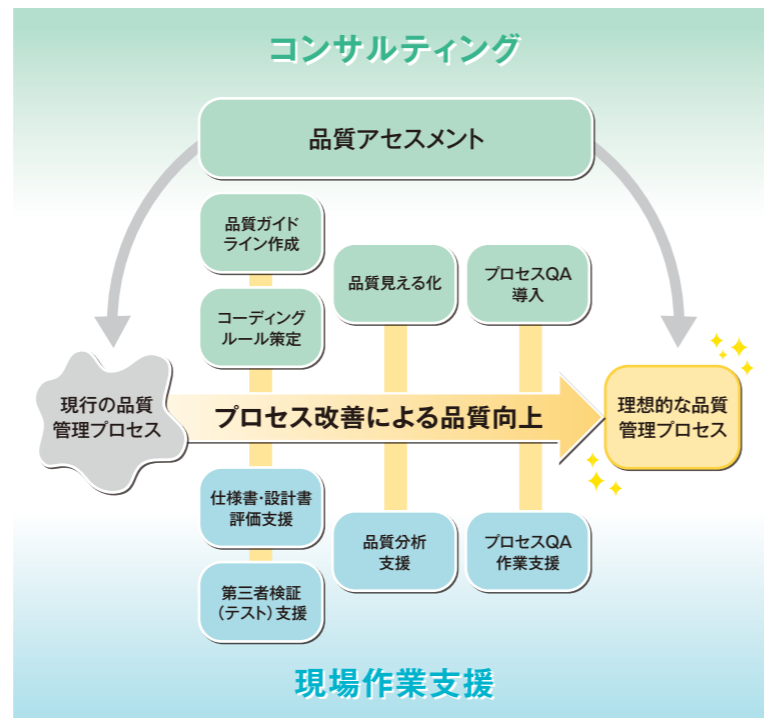 コンサルティング
品質アセスメント
品質ガイド
ライン作成
コーディング
ルール策定
品質見える化
プロセスQA
導入
現行の品質
管理プロセス
プロセス改善による品質向上
理想的な品質
管理プロセス
仕様書・設計書
評価支援
第三者検証
（テスト）支援
品質分析
支援
プロセスQA
作業支援
現場作業支援